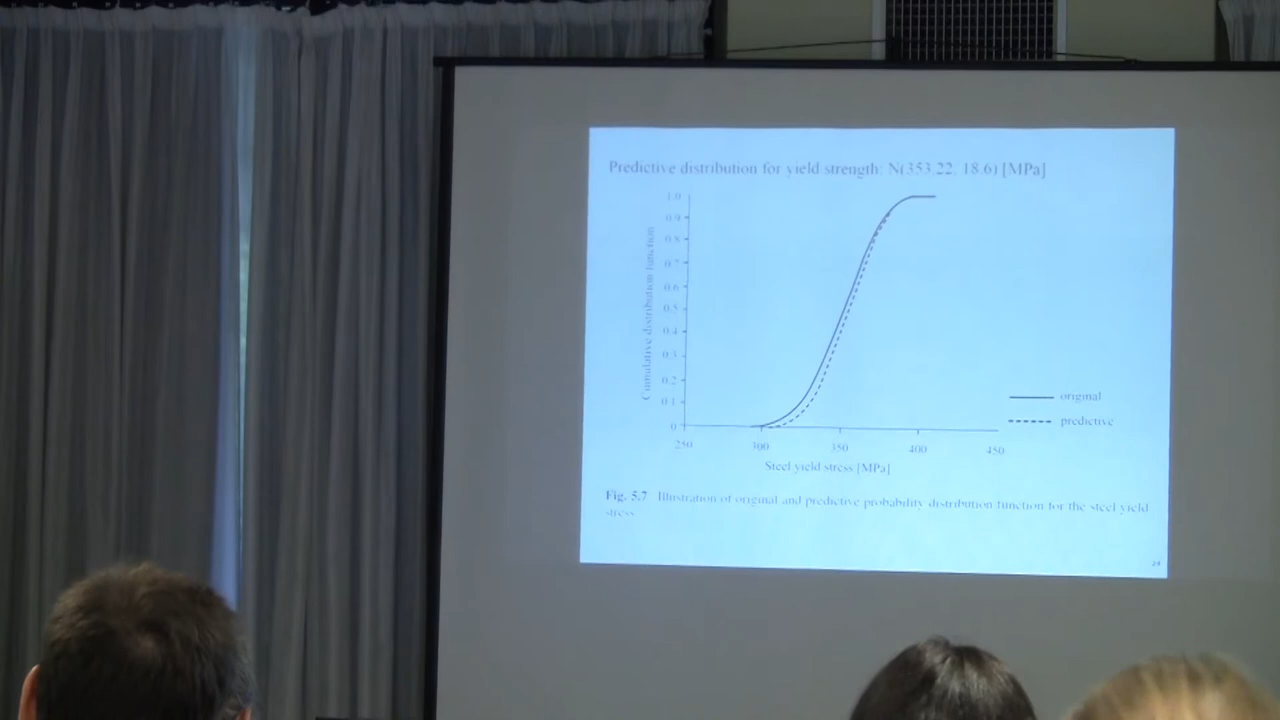 Predictive distribution for yield strength: N(353.22, 18.6) [MPa]
1.0
0.9
0.8
0.7
0.6
0.5
0.4
0.3
0.2
0.1
0
Cumulative distribution function
250 300 350 400 450
Steel yield stress [MPa]
original
predictive
Fig. 5.7 Illustration of original and predictive probability distribution function for the steel yield
stress
24